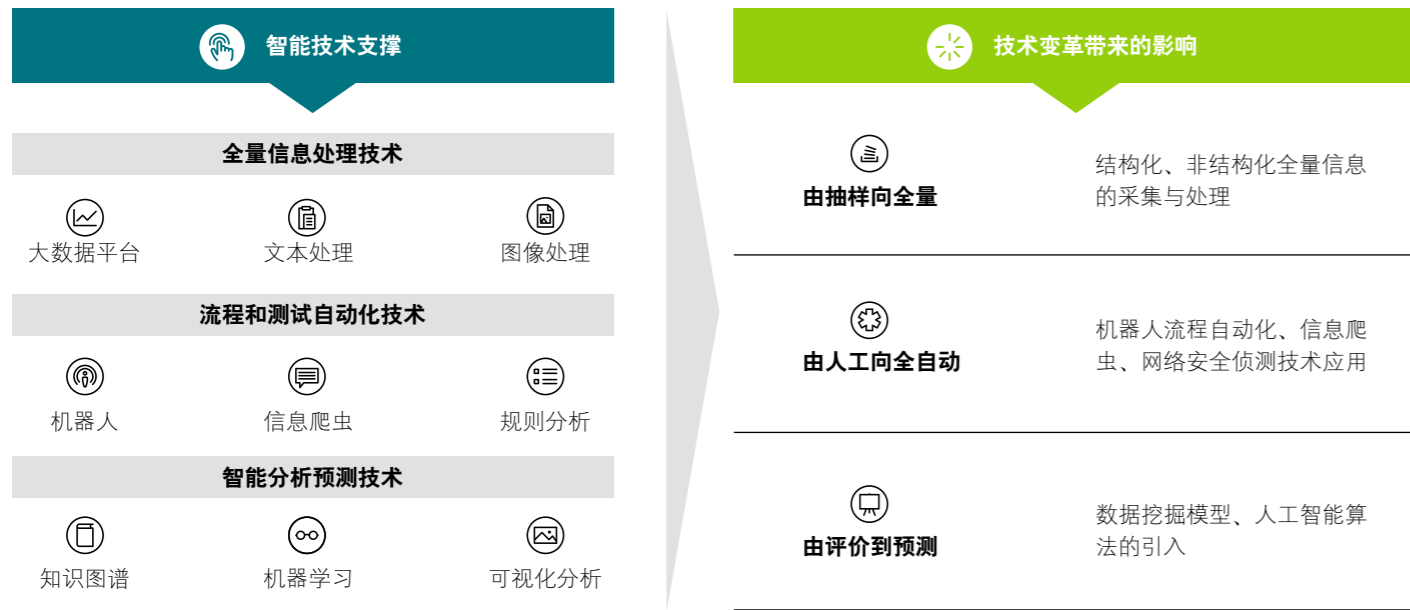 智能技术支撑
全量信息处理技术
大数据平台
文本处理
图像处理
流程和测试自动化技术
机器人
信息爬虫
规则分析
智能分析预测技术
知识图谱
机器学习
可视化分析
技术变革带来的影响
由抽样向全量
结构化、非结构化全量信息
的采集与处理
由人工向全自动
机器人流程自动化、信息爬
虫、网络安全侦测技术应用
由评价到预测
数据挖掘模型、人工智能算
法的引入